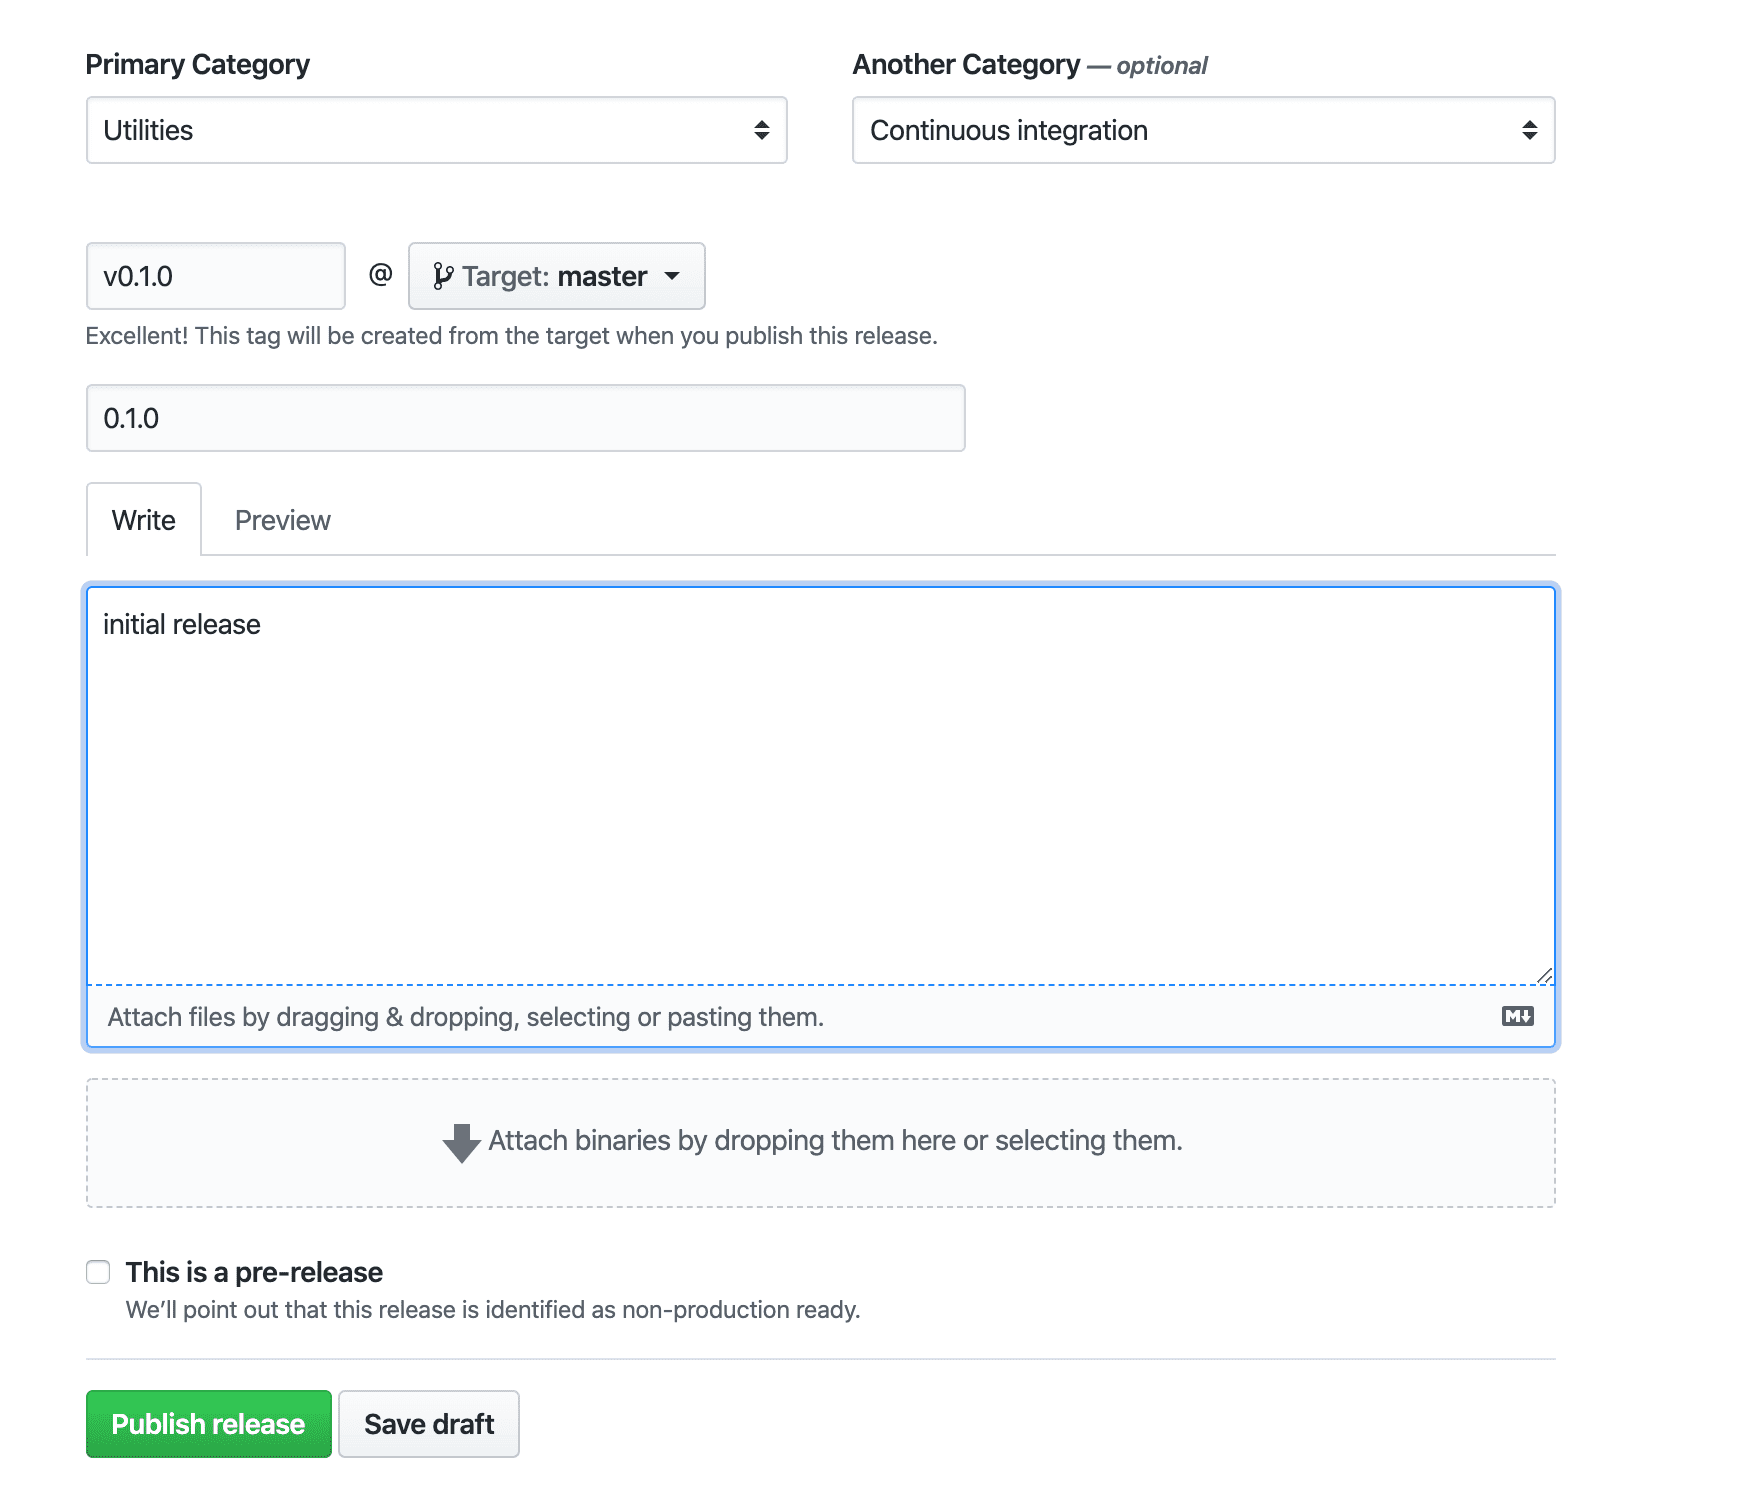 Primary Category
Another Category — optional
Utilities
Continuous integration
v0.1.0 @ Target: master
Excellent! This tag will be created from the target when you publish this release.
0.1.0
Write Preview
initial release
Attach files by dragging & dropping, selecting or pasting them.
M
Attach binaries by dropping them here or selecting them.
This is a pre-release
We’ll point out that this release is identified as non-production ready.
Publish release Save draft